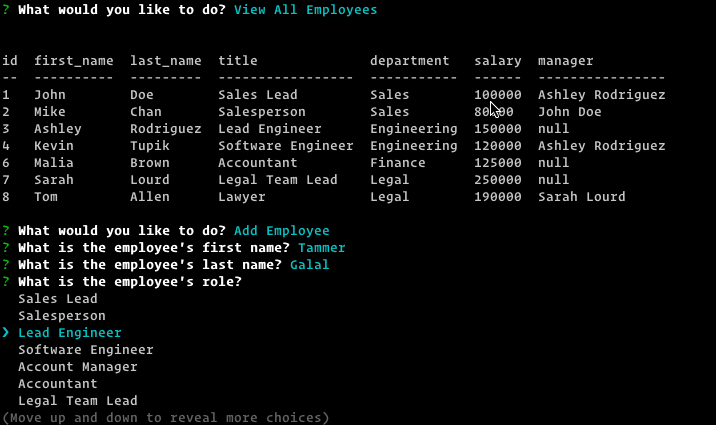 ? What would you like to do? View All Employees
id first_name last_name title department salary manager
-- ---------- --------- ----------------- ----------- ------ ----------------
1 John Doe Sales Lead Sales 100000 Ashley Rodriguez
2 Mike Chan Salesperson Sales 80000 John Doe
3 Ashley Rodriguez Lead Engineer Engineering 150000 null
4 Kevin Tupik Software Engineer Engineering 120000 Ashley Rodriguez
6 Malia Brown Accountant Finance 125000 null
7 Sarah Lourd Legal Team Lead Legal 250000 null
8 Tom Allen Lawyer Legal 190000 Sarah Lourd
? What would you like to do? Add Employee
? What is the employee's first name? Tammer
? What is the employee's last name? Galal
? What is the employee's role?
Sales Lead
Salesperson
❯ Lead Engineer
Software Engineer
Account Manager
Accountant
Legal Team Lead
(Move up and down to reveal more choices)